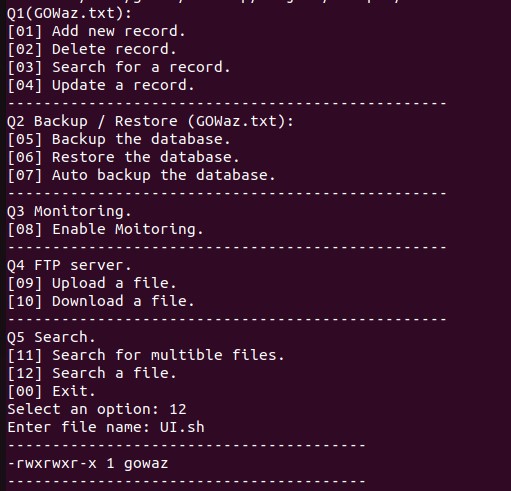 Q1(GOWaz.txt):
[01] Add new record.
[02] Delete record.
[03] Search for a record.
[04] Update a record.
-------------------------------------------------
Q2 Backup / Restore (GOWaz.txt):
[05] Backup the database.
[06] Restore the database.
[07] Auto backup the database.
-------------------------------------------------
Q3 Monitoring.
[08] Enable Moitoring.
-------------------------------------------------
Q4 FTP server.
[09] Upload a file.
[10] Download a file.
-------------------------------------------------
Q5 Search.
[11] Search for multiple files.
[12] Search a file.
[00] Exit.
Select an option: 12
Enter file name: UI.sh
----------------------------------------
-rwxrwxr-x 1 gowaz
----------------------------------------